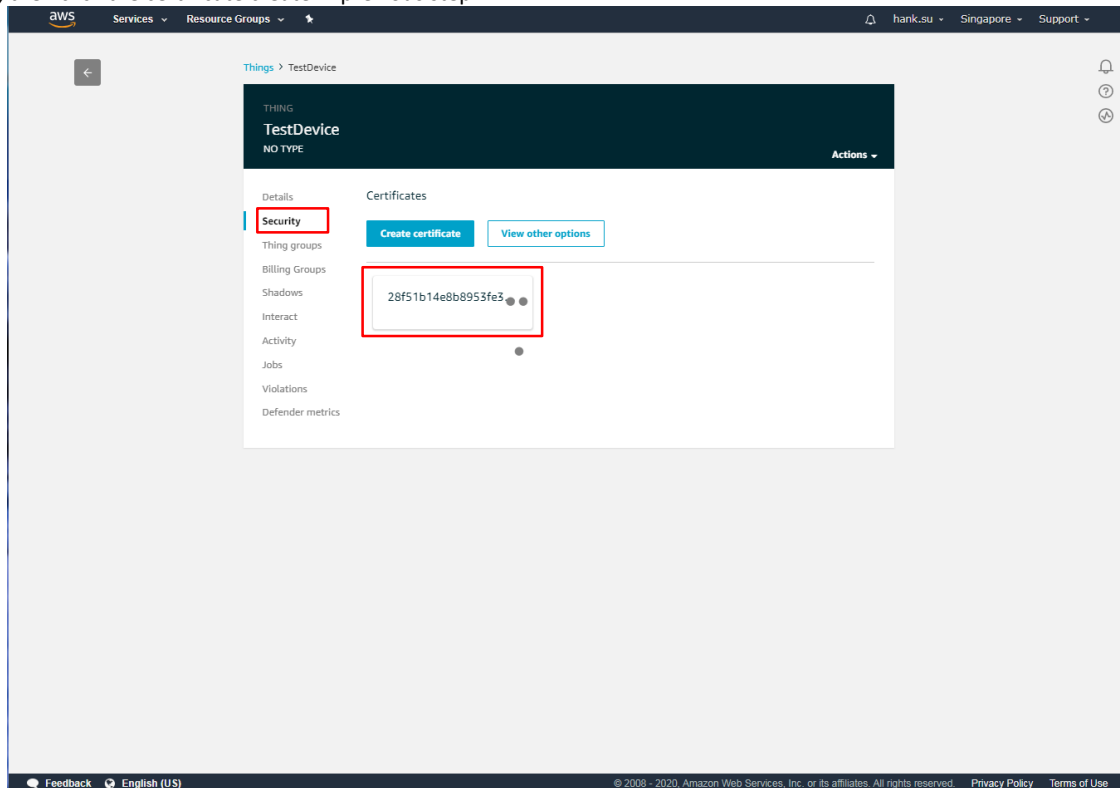 aws Services Resource Groups hank.su Singapore Support
Things > TestDevice
THING
TestDevice
NO TYPE
Actions
Details
Security
Thing groups
Billing Groups
Shadows
Interact
Activity
Jobs
Violations
Defender metrics
Certificates
Create certificate View other options
28f51b14e8b8953fe3
Feedback English (US) © 2008 - 2020, Amazon Web Services, Inc. or its affiliates. All rights reserved. Privacy Policy Terms of Use